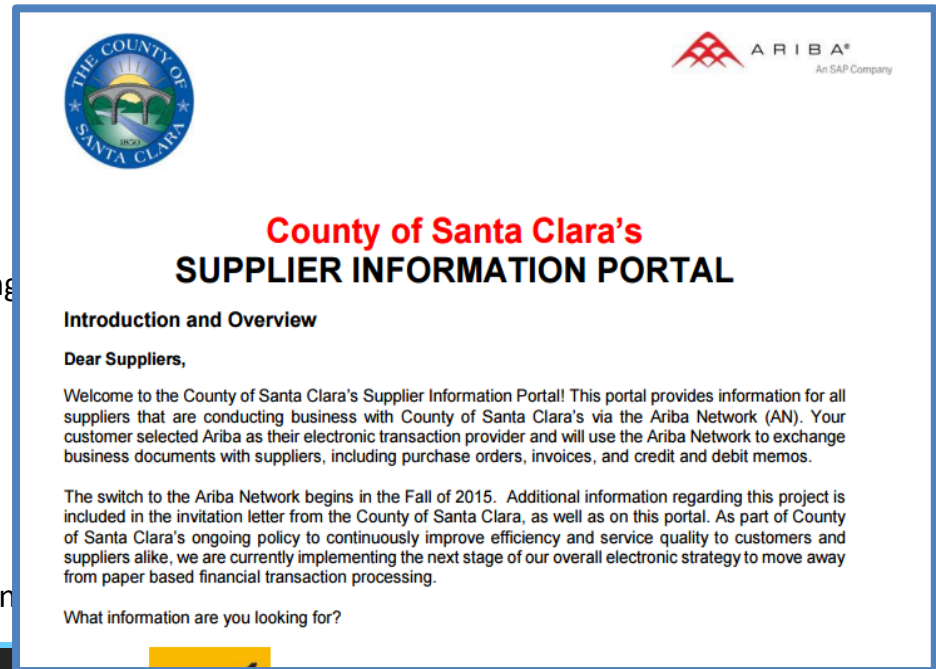 THE COUNTY OF
SANTA CLARA
1850
ARIBA®
An SAP Company
County of Santa Clara's
SUPPLIER INFORMATION PORTAL
Introduction and Overview
Dear Suppliers,
Welcome to the County of Santa Clara's Supplier Information Portal! This portal provides information for all
suppliers that are conducting business with County of Santa Clara's via the Ariba Network (AN). Your
customer selected Ariba as their electronic transaction provider and will use the Ariba Network to exchange
business documents with suppliers, including purchase orders, invoices, and credit and debit memos.
The switch to the Ariba Network begins in the Fall of 2015. Additional information regarding this project is
included in the invitation letter from the County of Santa Clara, as well as on this portal. As part of County
of Santa Clara's ongoing policy to continuously improve efficiency and service quality to customers and
suppliers alike, we are currently implementing the next stage of our overall electronic strategy to move away
from paper based financial transaction processing.
What information are you looking for?